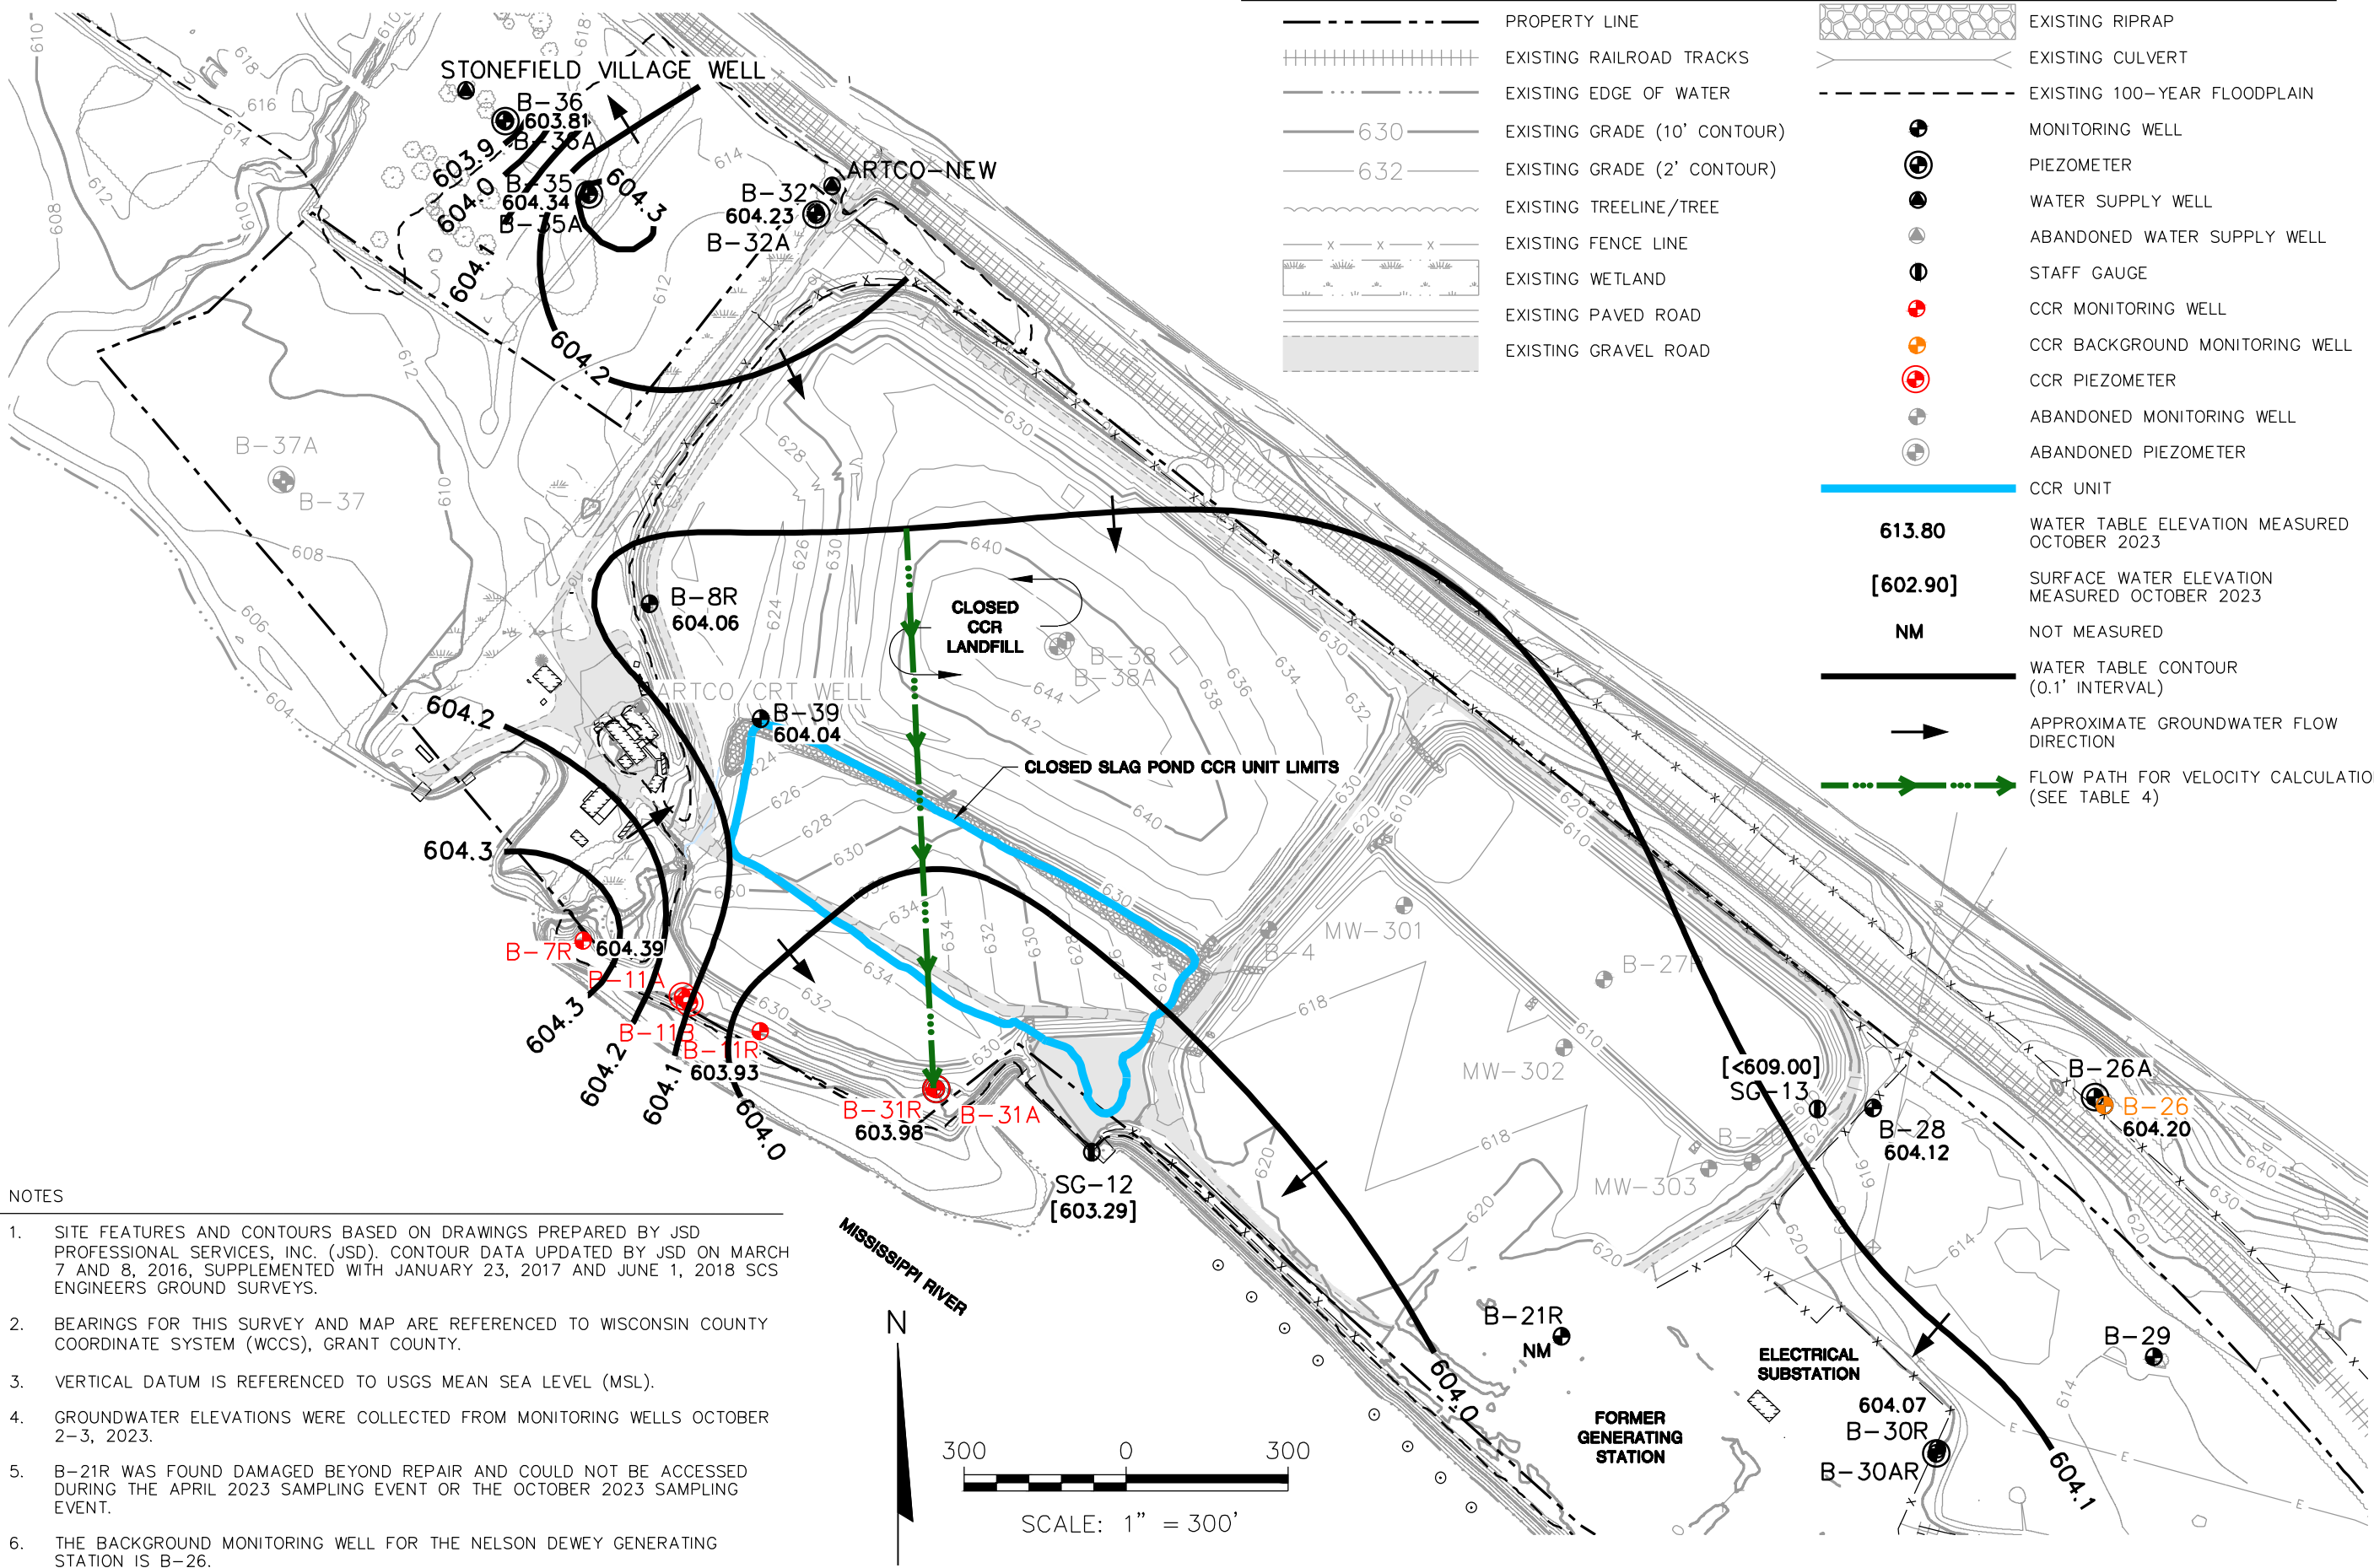 PROPERTY LINE
EXISTING RAILROAD TRACKS
EXISTING EDGE OF WATER
630
EXISTING GRADE (10' CONTOUR)
632
EXISTING GRADE (2' CONTOUR)
EXISTING TREELINE/TREE
EXISTING FENCE LINE
EXISTING WETLAND
EXISTING PAVED ROAD
EXISTING GRAVEL ROAD
EXISTING RIPRAP
EXISTING CULVERT
EXISTING 100-YEAR FLOODPLAIN
MONITORING WELL
PIEZOMETER
WATER SUPPLY WELL
ABANDONED WATER SUPPLY WELL
STAFF GAUGE
CCR MONITORING WELL
CCR BACKGROUND MONITORING WELL
CCR PIEZOMETER
ABANDONED MONITORING WELL
ABANDONED PIEZOMETER
CCR UNIT
613.80
WATER TABLE ELEVATION MEASURED
OCTOBER 2023
[602.90]
SURFACE WATER ELEVATION
MEASURED OCTOBER 2023
NM
NOT MEASURED
WATER TABLE CONTOUR
(0.1' INTERVAL)
APPROXIMATE GROUNDWATER FLOW
DIRECTION
FLOW PATH FOR VELOCITY CALCULATIO
(SEE TABLE 4)
STONEFIELD VILLAGE WELL
B-36
603.81
B-36A
603.9
604.0
604.1
B-35
604.34
B-35A
604.3
ARTCO-NEW
B-32
604.23
B-32A
604.2
B-37A
B-37
B-8R
604.06
CLOSED
CCR
LANDFILL
B-38
B-38A
ARTCO/CRT WELL
B-39
604.04
CLOSED SLAG POND CCR UNIT LIMITS
604.2
604.3
B-7R
604.39
B-11A
B-11B
B-11R
603.93
604.3
604.2
604.1
604.0
B-31R
603.98
B-31A
B-4
MW-301
B-27R
MW-302
MW-303
[<609.00]
SG-13
B-28
604.12
B-26A
B-26
604.20
SG-12
[603.29]
MISSISSIPPI RIVER
B-21R
NM
604.0
FORMER
GENERATING
STATION
ELECTRICAL
SUBSTATION
604.07
B-30R
B-30AR
B-29
604.1
N
300 0 300
SCALE: 1" = 300'
NOTES
1. SITE FEATURES AND CONTOURS BASED ON DRAWINGS PREPARED BY JSD
PROFESSIONAL SERVICES, INC. (JSD). CONTOUR DATA UPDATED BY JSD ON MARCH
7 AND 8, 2016, SUPPLEMENTED WITH JANUARY 23, 2017 AND JUNE 1, 2018 SCS
ENGINEERS GROUND SURVEYS.
2. BEARINGS FOR THIS SURVEY AND MAP ARE REFERENCED TO WISCONSIN COUNTY
COORDINATE SYSTEM (WCCS), GRANT COUNTY.
3. VERTICAL DATUM IS REFERENCED TO USGS MEAN SEA LEVEL (MSL).
4. GROUNDWATER ELEVATIONS WERE COLLECTED FROM MONITORING WELLS OCTOBER
2-3, 2023.
5. B-21R WAS FOUND DAMAGED BEYOND REPAIR AND COULD NOT BE ACCESSED
DURING THE APRIL 2023 SAMPLING EVENT OR THE OCTOBER 2023 SAMPLING
EVENT.
6. THE BACKGROUND MONITORING WELL FOR THE NELSON DEWEY GENERATING
STATION IS B-26.